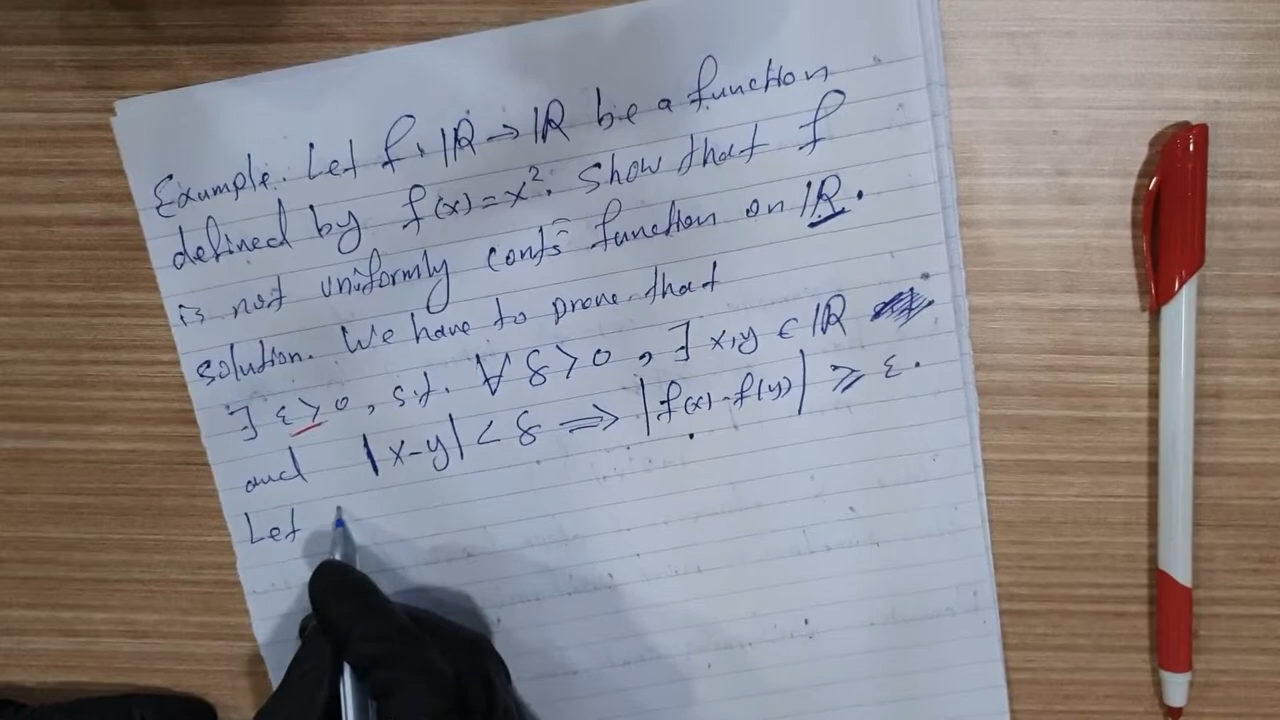 Example. Let f: ℝ → ℝ be a function
defined by f(x) = x². Show that f
is not uniformly conts function on ℝ.
solution. We have to prove that
∃ ε > 0, s.t. ∀ δ > 0, ∃ x,y ∈ ℝ
and |x-y| < δ ⇒ |f(x)-f(y)| ≥ ε.
Let